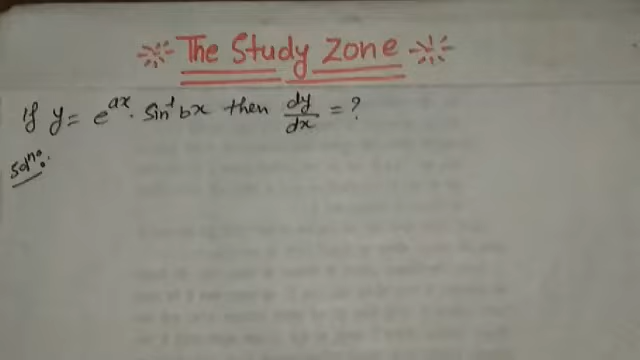 The Study Zone
If y = e^ax · sin⁻¹ bx then dy/dx = ?
Solⁿ: